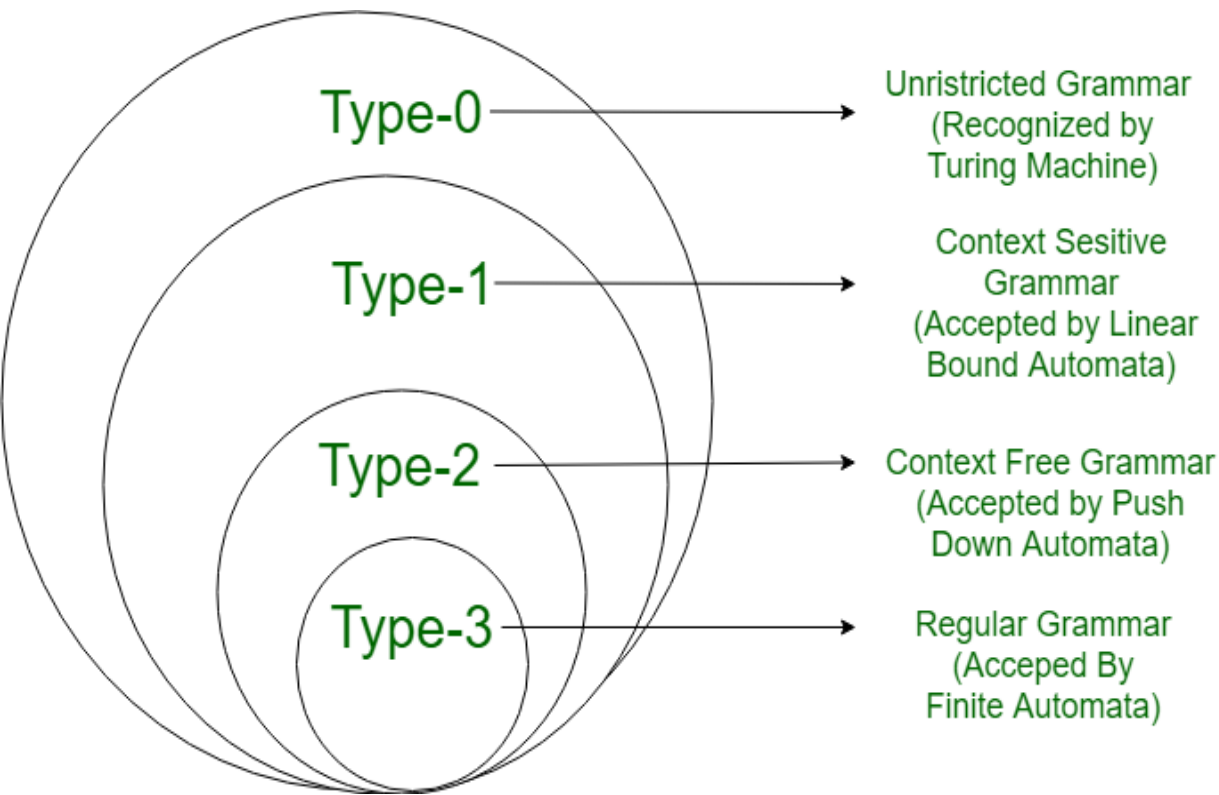 Type-0
Unristricted Grammar
(Recognized by
Turing Machine)
Type-1
Context Sesitive
Grammar
(Accepted by Linear
Bound Automata)
Type-2
Context Free Grammar
(Accepted by Push
Down Automata)
Type-3
Regular Grammar
(Acceped By
Finite Automata)